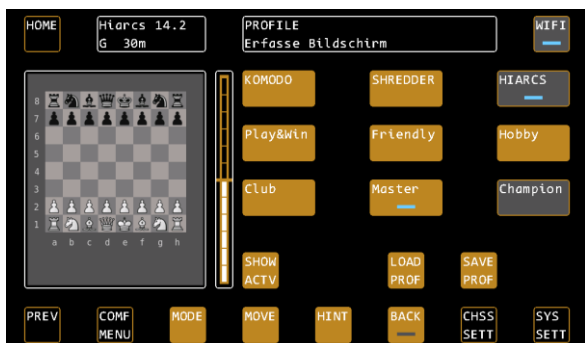 HOME
Hiarcs 14.2
G 30m
PROFILE
Erfasse Bildschirm
WIFI
KOMODO
SHREDDER
HIARCS
Play&Win
Friendly
Hobby
Club
Master
Champion
8
7
6
5
4
3
2
1
a b c d e f g h
SHOW
ACTV
LOAD
PROF
SAVE
PROF
PREV
COMF
MENU
MODE
MOVE
HINT
BACK
CHSS
SETT
SYS
SETT